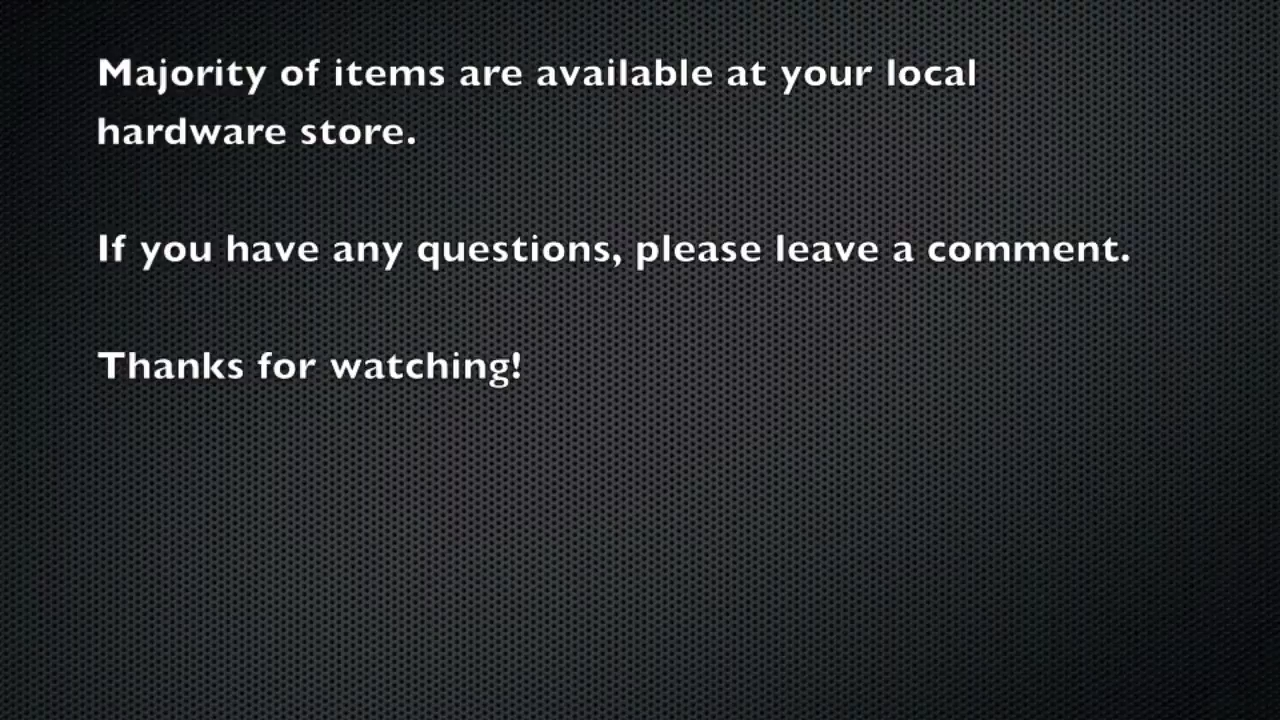 Majority of items are available at your local
hardware store.
If you have any questions, please leave a comment.
Thanks for watching!